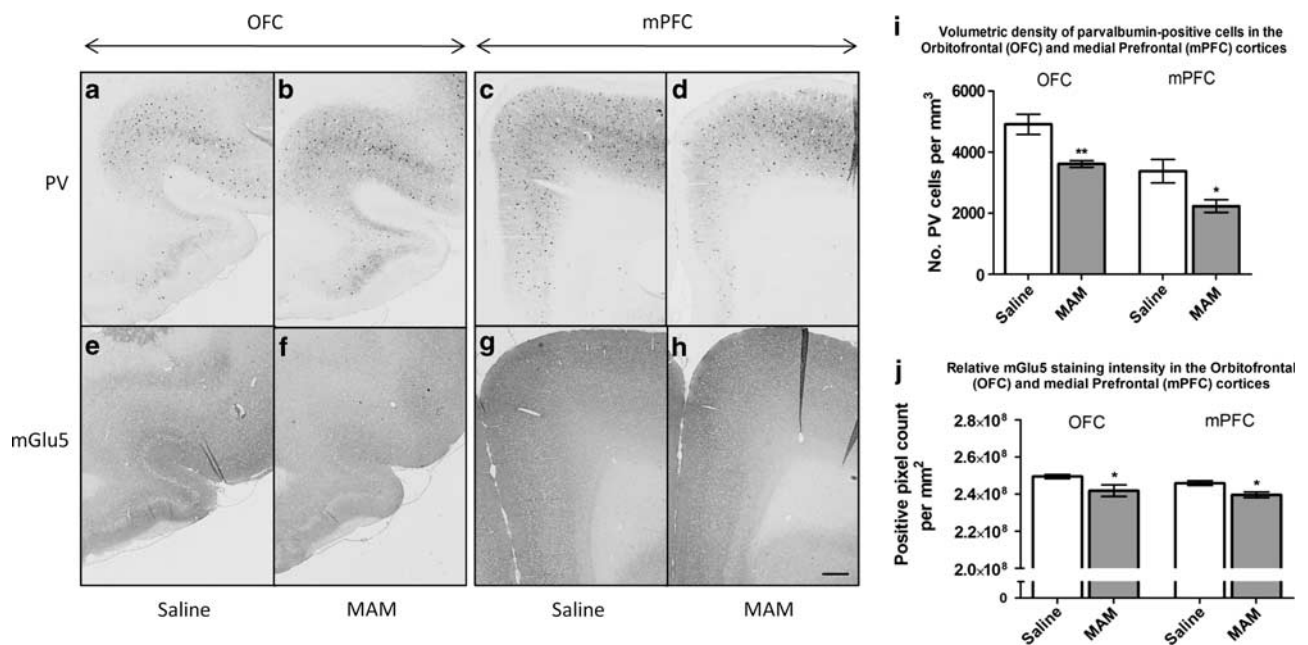 OFC
mPFC
a
b
c
d
PV
e
f
g
h
mGlu5
Saline
MAM
Saline
MAM
i
Volumetric density of parvalbumin-positive cells in the
Orbitofrontal (OFC) and medial Prefrontal (mPFC) cortices
OFC
mPFC
No. PV cells per mm³
6000
4000
2000
0
**
*
Saline
MAM
Saline
MAM
j
Relative mGlu5 staining intensity in the Orbitofrontal
(OFC) and medial Prefrontal (mPFC) cortices
OFC
mPFC
Positive pixel count
per mm²
2.8×10⁸
2.6×10⁸
2.4×10⁸
2.2×10⁸
2.0×10⁸
0
*
*
Saline
MAM
Saline
MAM